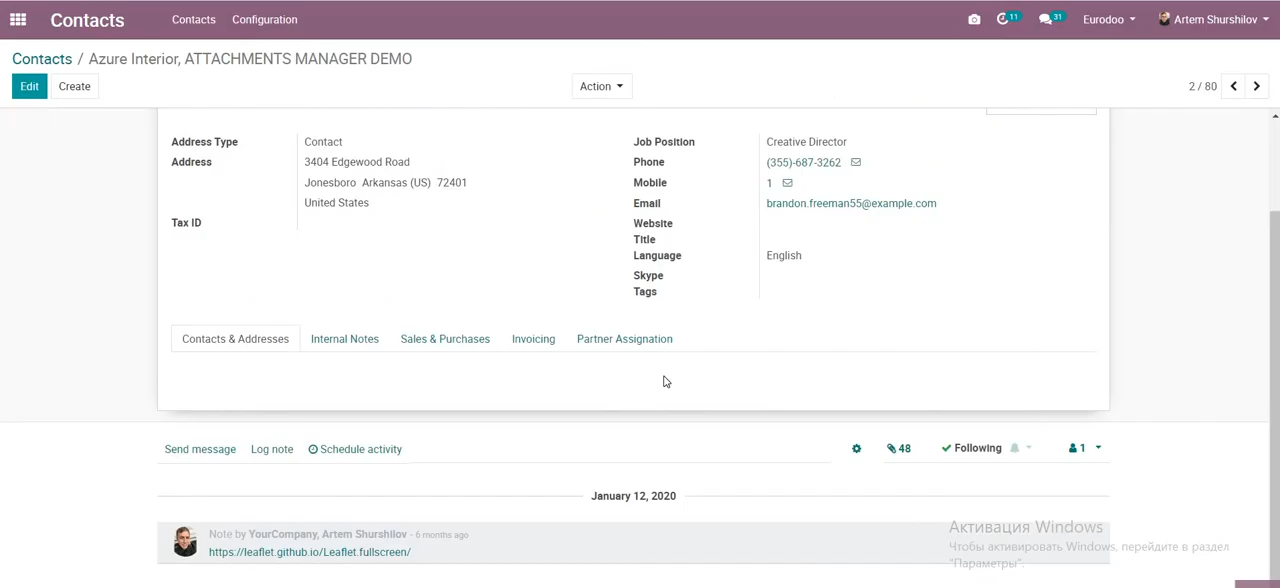 Contacts Contacts Configuration 11 31 Eurodoo Artem Shurshilov
Contacts / Azure Interior, ATTACHMENTS MANAGER DEMO
Edit Create Action 2 / 80
Address Type Contact Job Position Creative Director
Address 3404 Edgewood Road Phone (355)-687-3262
Jonesboro Arkansas (US) 72401 Mobile 1
United States Email brandon.freeman55@example.com
Tax ID Website
Title
Language English
Skype
Tags
Contacts & Addresses Internal Notes Sales & Purchases Invoicing Partner Assignation
Send message Log note Schedule activity 48 Following 1
January 12, 2020
Note by YourCompany, Artem Shurshilov - 6 months ago
https://leaflet.github.io/Leaflet.fullscreen/
Активация Windows
Чтобы активировать Windows, перейдите в раздел
"Параметры".